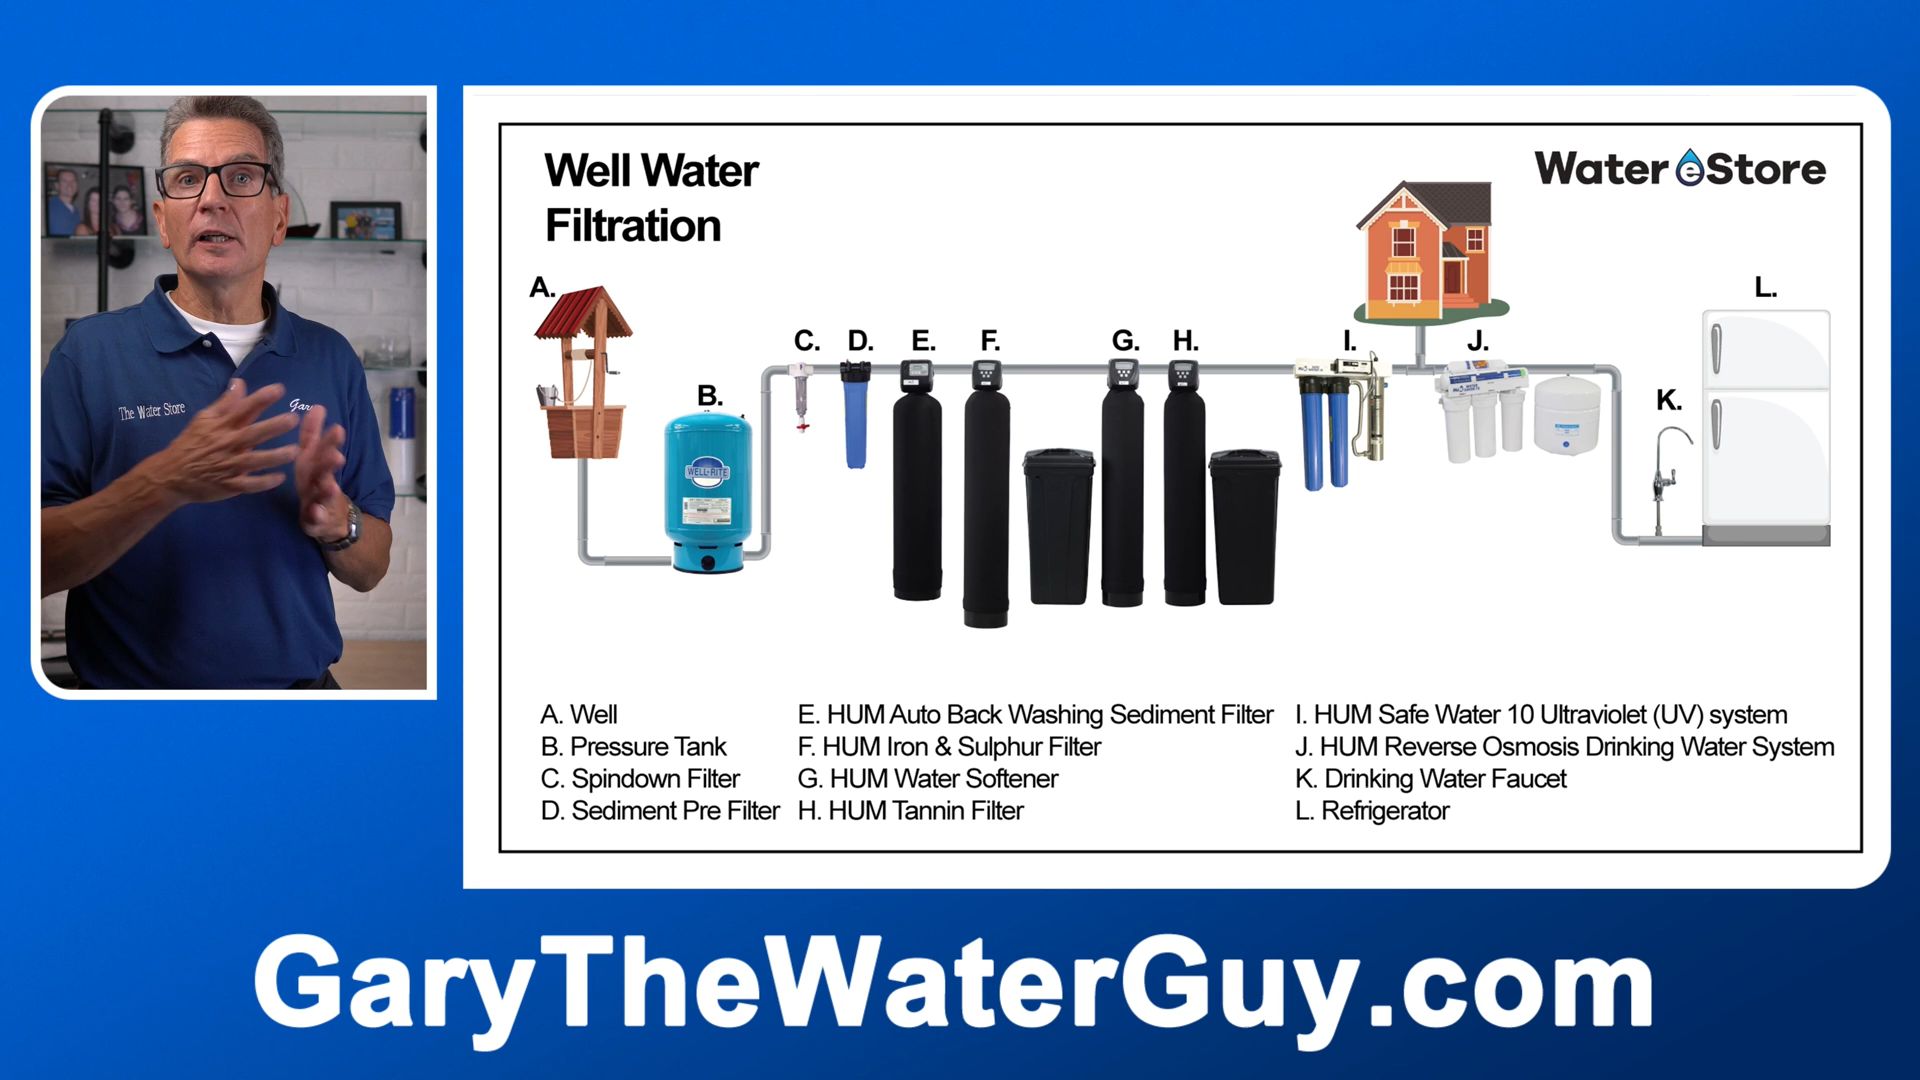 Well Water
Filtration
Water eStore
A.
B.
C.
D.
E.
F.
G.
H.
I.
J.
K.
L.
WELL-RITE
The Water Store
A. Well
B. Pressure Tank
C. Spindown Filter
D. Sediment Pre Filter
E. HUM Auto Back Washing Sediment Filter
F. HUM Iron & Sulphur Filter
G. HUM Water Softener
H. HUM Tannin Filter
I. HUM Safe Water 10 Ultraviolet (UV) system
J. HUM Reverse Osmosis Drinking Water System
K. Drinking Water Faucet
L. Refrigerator
GaryTheWaterGuy.com